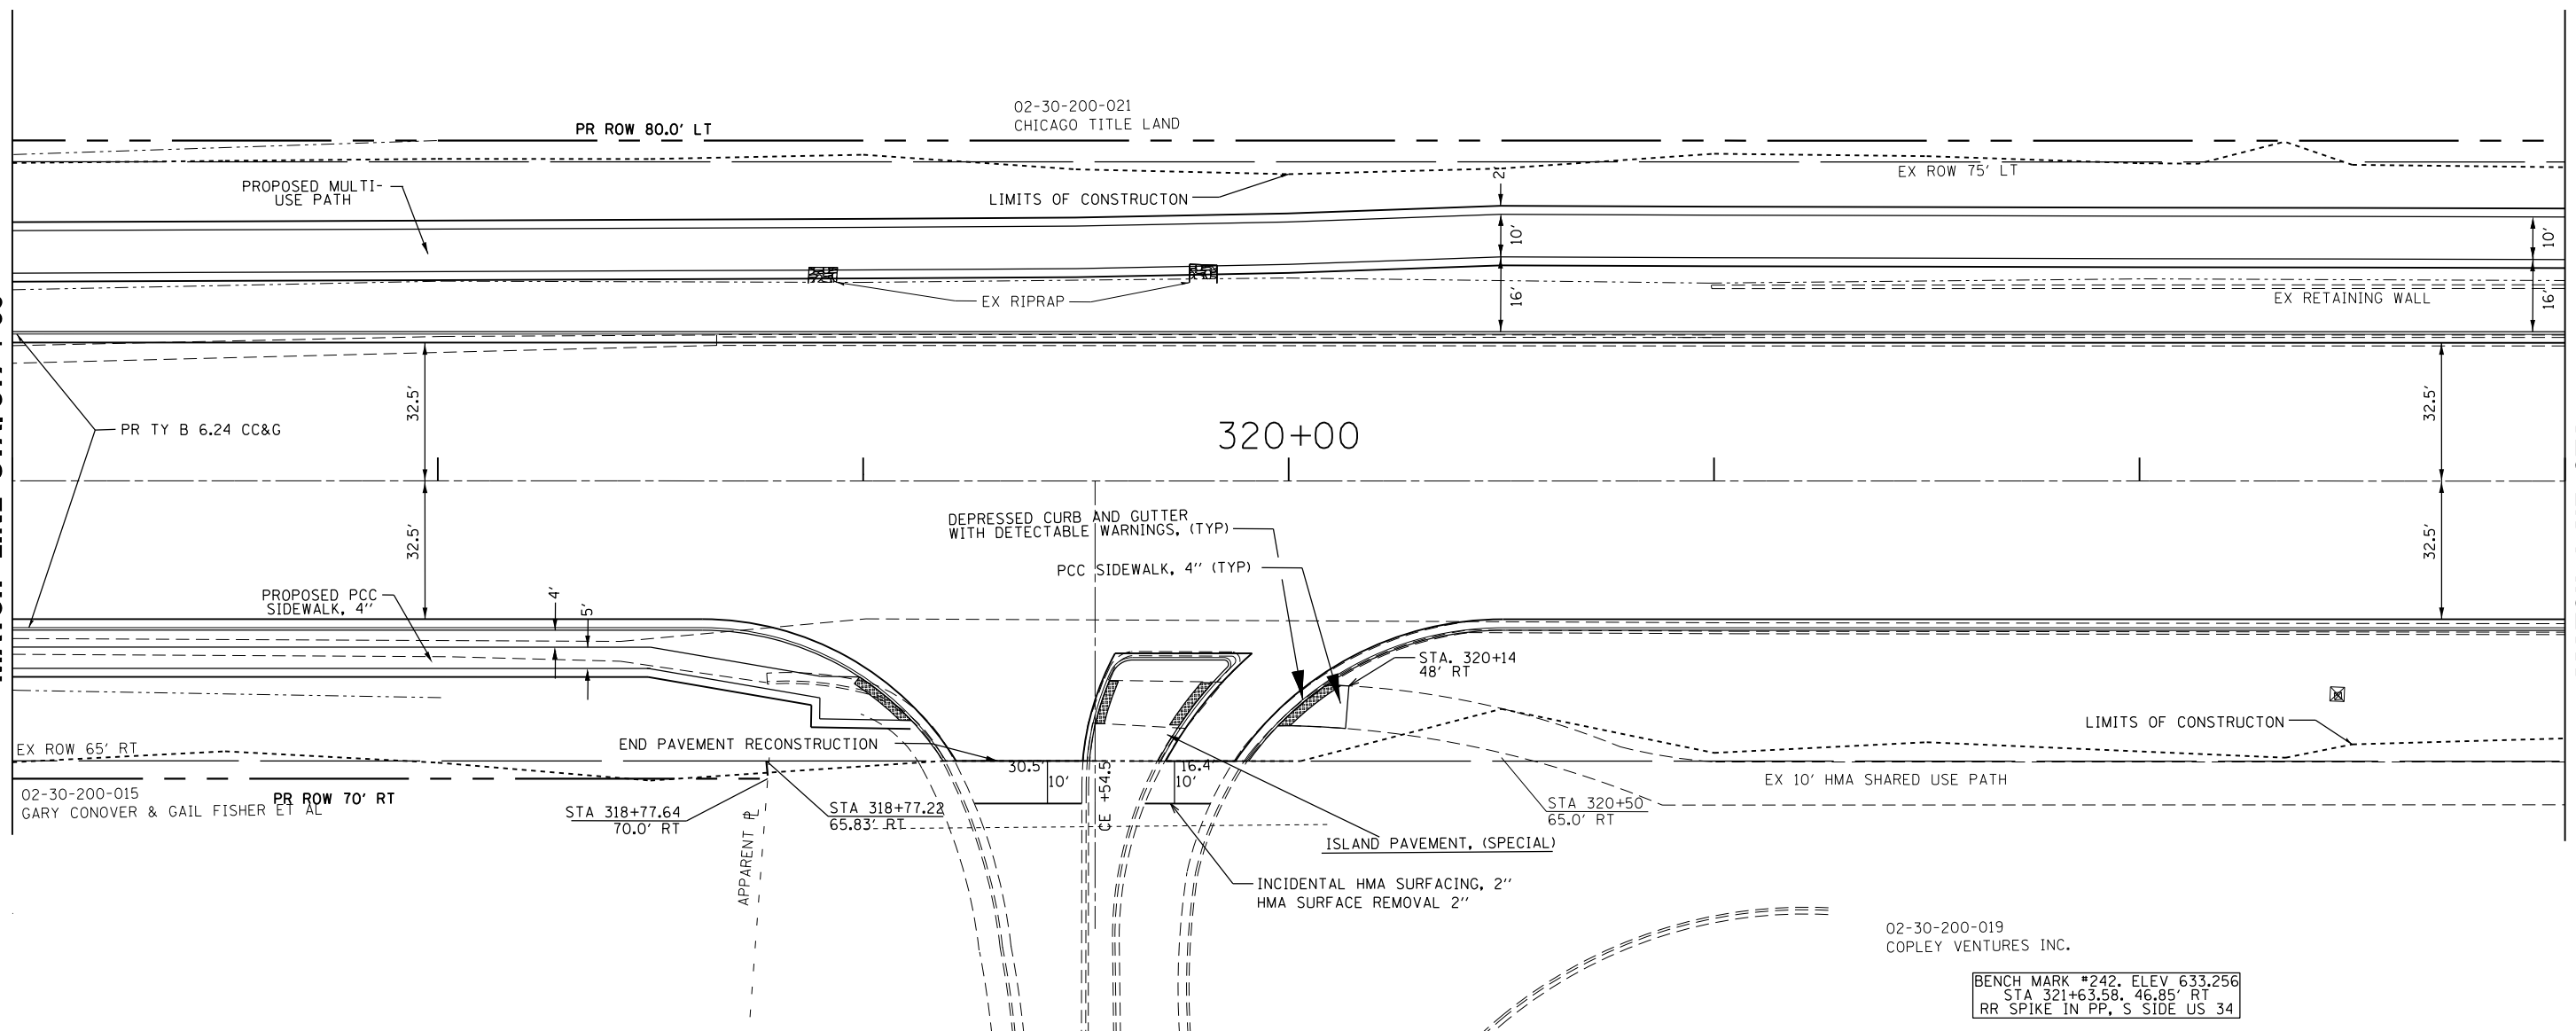 02-30-200-021
CHICAGO TITLE LAND
PR ROW 80.0' LT
EX ROW 75' LT
PROPOSED MULTI-
USE PATH
LIMITS OF CONSTRUCTON
2'
10'
10'
16'
16'
EX RIPRAP
EX RETAINING WALL
PR TY B 6.24 CC&G
32.5'
32.5'
320+00
32.5'
32.5'
DEPRESSED CURB AND GUTTER
WITH DETECTABLE WARNINGS, (TYP)
PCC SIDEWALK, 4" (TYP)
PROPOSED PCC
SIDEWALK, 4"
4'
5'
STA. 320+14
48' RT
LIMITS OF CONSTRUCTON
EX ROW 65' RT
END PAVEMENT RECONSTRUCTION
30.5'
10'
CE +54.5
16.4'
10'
EX 10' HMA SHARED USE PATH
02-30-200-015
GARY CONOVER & GAIL FISHER ET AL
PR ROW 70' RT
STA 318+77.64
70.0' RT
STA 318+77.22
65.83' RT
STA 320+50
65.0' RT
APPARENT PL
ISLAND PAVEMENT, (SPECIAL)
INCIDENTAL HMA SURFACING, 2"
HMA SURFACE REMOVAL 2"
02-30-200-019
COPLEY VENTURES INC.
BENCH MARK #242, ELEV 633.256
STA 321+63.58, 46.85' RT
RR SPIKE IN PP, S SIDE US 34